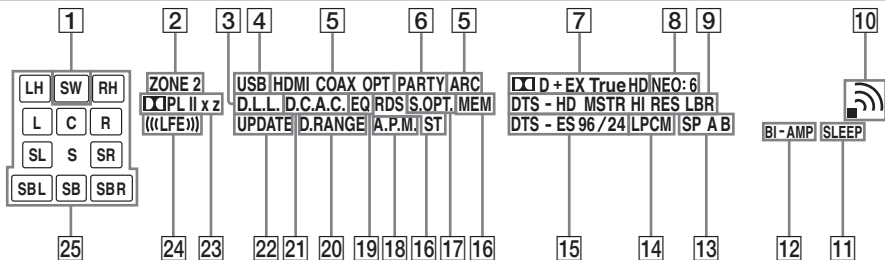 1 2 3 4 5 6 5 7 8 9 10
LH SW RH ZONE 2 USB HDMI COAX OPT PARTY ARC D + EX True HD NEO: 6
PL II x z D.L.L. D.C.A.C. EQ RDS S.OPT. MEM DTS - HD MSTR HI RES LBR
L C R (((LFE))) UPDATE D.RANGE A.P.M. ST DTS - ES 96/24 LPCM SP A B
BI - AMP SLEEP
SL S SR
SBL SB SBR
25 24 23 22 21 20 19 18 16 17 16 15 14 13 12 11